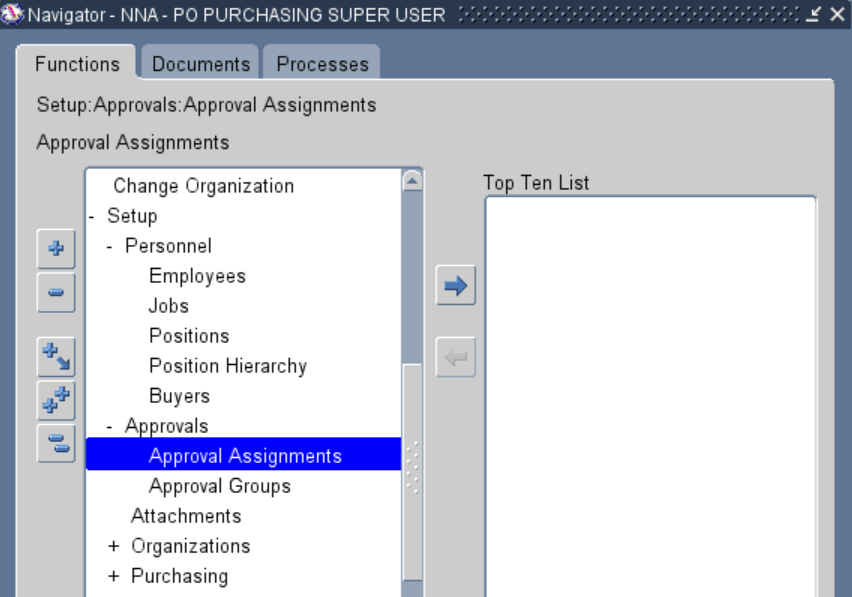 Navigator - NNA - PO PURCHASING SUPER USER
Functions Documents Processes
Setup:Approvals:Approval Assignments
Approval Assignments
Top Ten List
Change Organization
- Setup
- Personnel
Employees
Jobs
Positions
Position Hierarchy
Buyers
- Approvals
Approval Assignments
Approval Groups
Attachments
+ Organizations
+ Purchasing